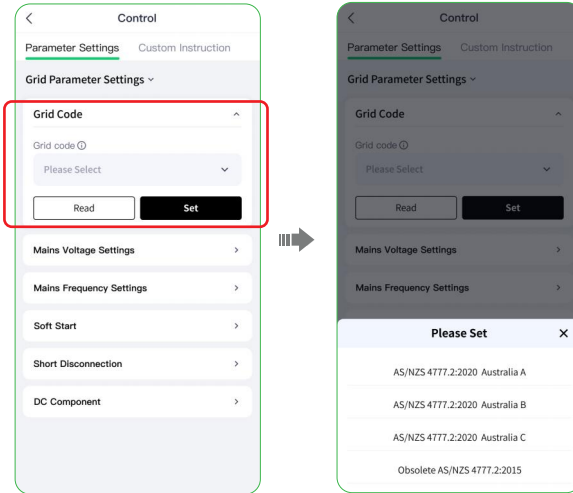 Control
Parameter Settings Custom Instruction
Grid Parameter Settings
Grid Code
Grid code
Please Select
Read Set
Mains Voltage Settings
Mains Frequency Settings
Soft Start
Short Disconnection
DC Component
Control
Parameter Settings Custom Instruction
Grid Parameter Settings
Grid Code
Grid code
Please Select
Read Set
Mains Voltage Settings
Mains Frequency Settings
Please Set
AS/NZS 4777.2:2020 Australia A
AS/NZS 4777.2:2020 Australia B
AS/NZS 4777.2:2020 Australia C
Obsolete AS/NZS 4777.2:2015